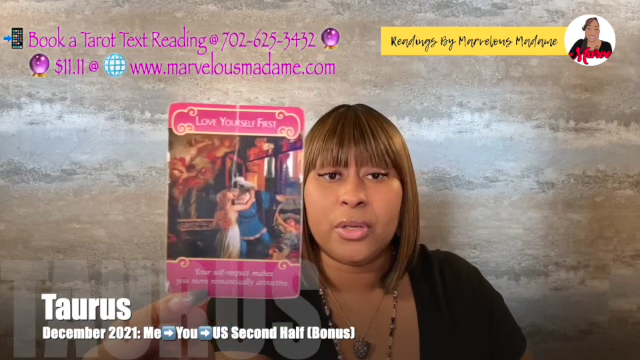 📲 Book a Tarot Text Reading @ 702-625-3432 🔮
🔮 $11.11 @ 🌐 www.marvelousmadame.com
Readings By Marvelous Madame
Marve
LOVE YOURSELF FIRST
Your self-respect makes
you more romantically attractive.
TAURUS
Taurus
December 2021: Me➡️You➡️US Second Half (Bonus)